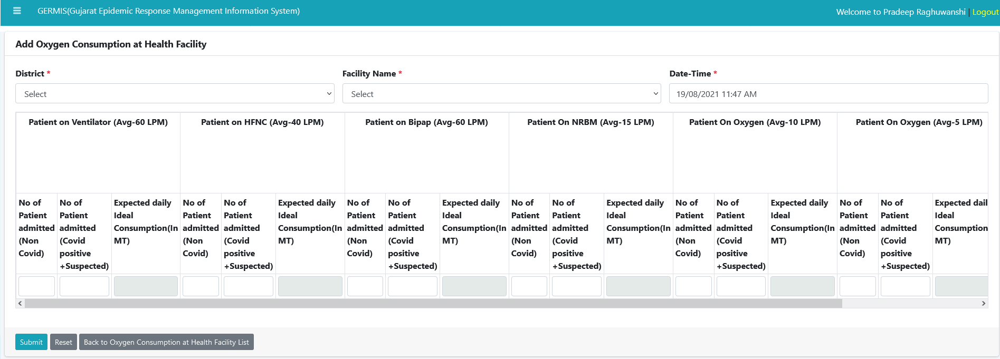 GERMIS(Gujarat Epidemic Response Management Information System)
Welcome to Pradeep Raghuwanshi | Logout
Add Oxygen Consumption at Health Facility
District * Facility Name * Date-Time *
Select Select 19/08/2021 11:47 AM
Patient on Ventilator (Avg-60 LPM) Patient on HFNC (Avg-40 LPM) Patient on Bipap (Avg-60 LPM) Patient On NRBM (Avg-15 LPM) Patient On Oxygen (Avg-10 LPM) Patient On Oxygen (Avg-5 LPM)
No of
Patient
admitted
(Non
Covid)
No of
Patient
admitted
(Covid
positive
+Suspected)
Expected daily
Ideal
Consumption(In
MT)
No of
Patient
admitted
(Non
Covid)
No of
Patient
admitted
(Covid
positive
+Suspected)
Expected daily
Ideal
Consumption(In
MT)
No of
Patient
admitted
(Non
Covid)
No of
Patient
admitted
(Covid
positive
+Suspected)
Expected daily
Ideal
Consumption(In
MT)
No of
Patient
admitted
(Non
Covid)
No of
Patient
admitted
(Covid
positive
+Suspected)
Expected daily
Ideal
Consumption(In
MT)
No of
Patient
admitted
(Non
Covid)
No of
Patient
admitted
(Covid
positive
+Suspected)
Expected daily
Ideal
Consumption(In
MT)
No of
Patient
admitted
(Non
Covid)
No of
Patient
admitted
(Covid
positive
+Suspected)
Expected dail
Ideal
Consumption
MT)
Submit Reset Back to Oxygen Consumption at Health Facility List